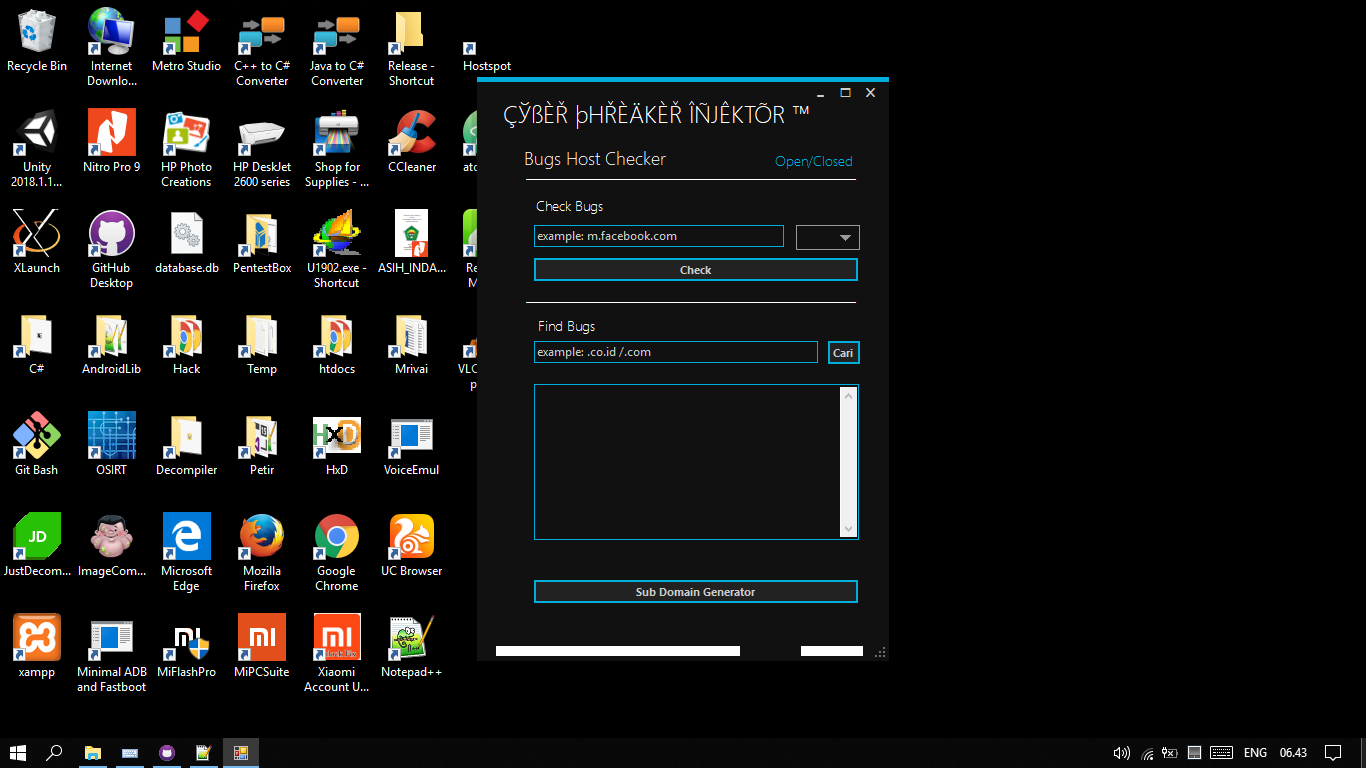 Recycle Bin
Internet
Downlo...
Metro Studio
C++ to C#
Converter
Java to C#
Converter
Release -
Shortcut
Hostspot
Unity
2018.1.1...
Nitro Pro 9
HP Photo
Creations
HP DeskJet
2600 series
Shop for
Supplies - ...
CCleaner
XLaunch
GitHub
Desktop
database.db
PentestBox
U1902.exe -
Shortcut
ASIH_INDA...
C#
AndroidLib
Hack
Temp
htdocs
Mrivai
VLC
p
Git Bash
OSIRT
Decompiler
Petir
HxD
HxD
VoiceEmul
JD
JustDecom...
ImageCom...
Microsoft
Edge
Mozilla
Firefox
Google
Chrome
UC Browser
xampp
Minimal ADB
and Fastboot
MiFlashPro
MiPCSuite
Xiaomi
Account U...
Notepad++
ÇŸßÈŘ þHŘÈÄKÈŘ ÎÑJÊKTÕR ™
Bugs Host Checker
Open/Closed
Check Bugs
example: m.facebook.com
Check
Find Bugs
example: .co.id /.com
Cari
Sub Domain Generator
ENG
06.43